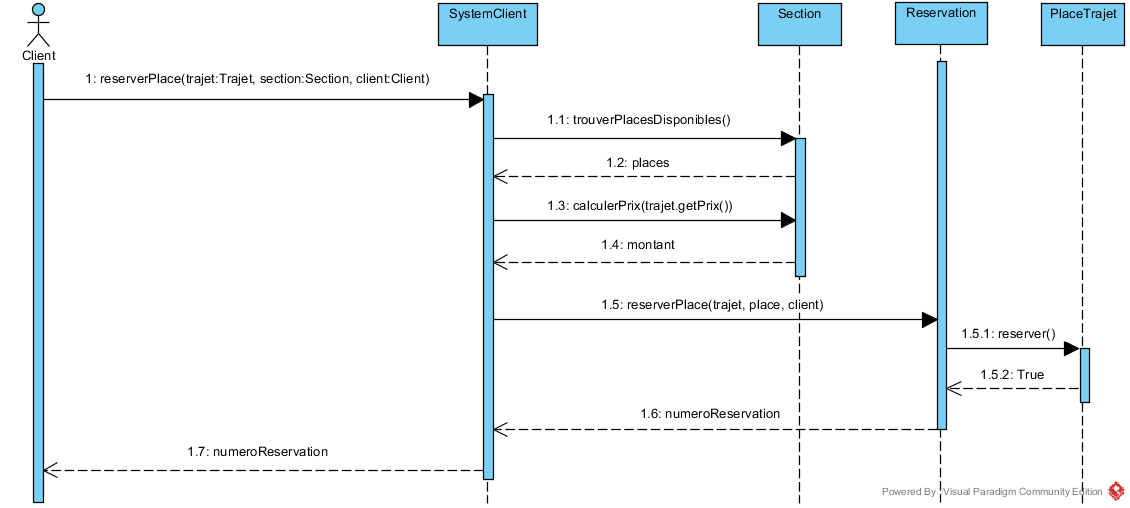 SystemClient
Section
Reservation
PlaceTrajet
Client
1: reserverPlace(trajet:Trajet, section:Section, client:Client)
1.1: trouverPlacesDisponibles()
1.2: places
1.3: calculerPrix(trajet.getPrix())
1.4: montant
1.5: reserverPlace(trajet, place, client)
1.5.1: reserver()
1.5.2: True
1.6: numeroReservation
1.7: numeroReservation
Powered By Visual Paradigm Community Edition